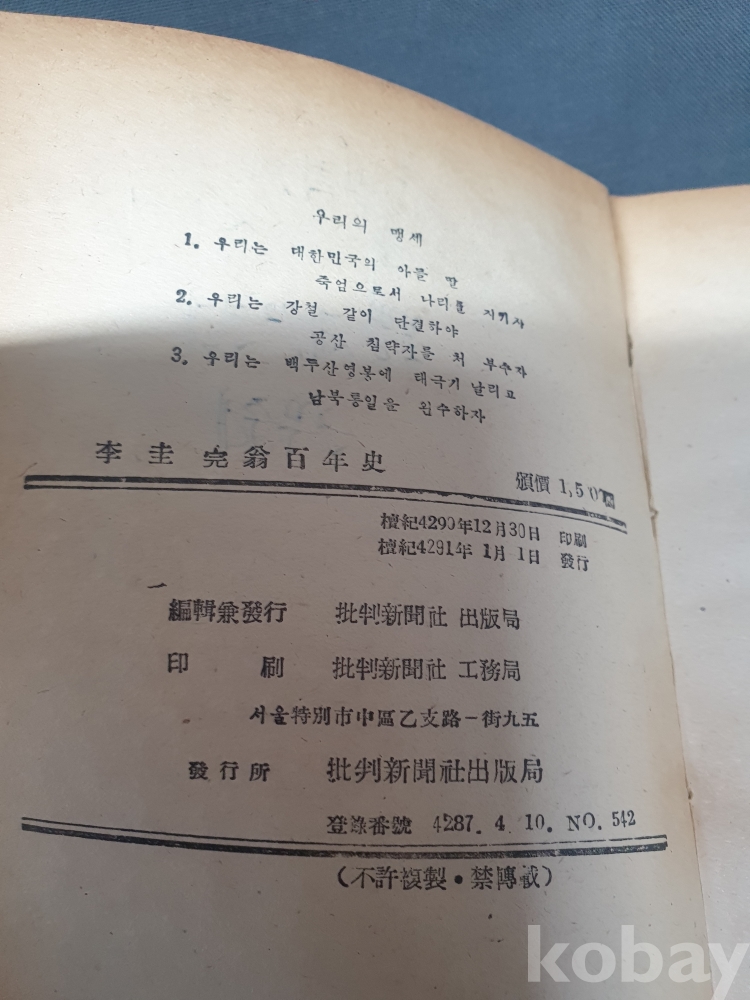 우리의 맹세
1. 우리는 대한민국의 아들 딸
죽엄으로서 나라를 지키자
2. 우리는 강철 같이 단결하야
공산 침략자를 처 부수자
3. 우리는 백두산영봉에 태극기 날리고
남북통일을 완수하자
李圭完翁百年史
頒價 1,50
檀紀4290年12月30日 印刷
檀紀4291年 1月 1日 發行
編輯兼發行 批判新聞社 出版局
印 刷 批判新聞社 工務局
서울特別市中區乙支路一街九五
發行所 批判新聞社出版局
登錄番號 4287. 4. 10. NO. 542
(不許複製·禁傳載)
kobay